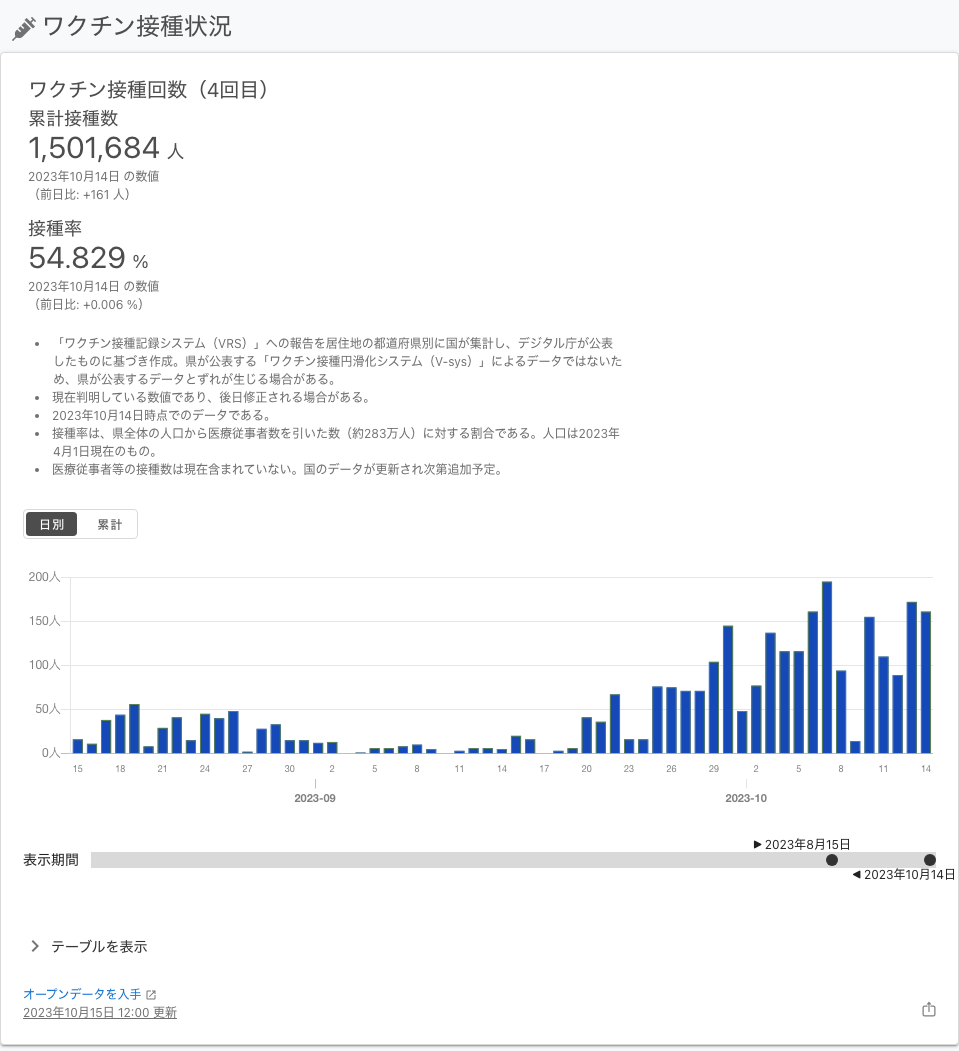 ワクチン接種状況
ワクチン接種回数（4回目）
累計接種数
1,501,684 人
2023年10月14日 の数値
（前日比: +161 人）
接種率
54.829 %
2023年10月14日 の数値
（前日比: +0.006 %）
• 「ワクチン接種記録システム（VRS）」への報告を居住地の都道府県別に国が集計し、デジタル庁が公表
したものに基づき作成。県が公表する「ワクチン接種円滑化システム（V-sys）」によるデータではないた
め、県が公表するデータとずれが生じる場合がある。
• 現在判明している数値であり、後日修正される場合がある。
• 2023年10月14日時点でのデータである。
• 接種率は、県全体の人口から医療従事者数を引いた数（約283万人）に対する割合である。人口は2023年
4月1日現在のもの。
• 医療従事者等の接種数は現在含まれていない。国のデータが更新され次第追加予定。
日別 累計
200人
150人
100人
50人
0人
15 18 21 24 27 30 2 5 8 11 14 17 20 23 26 29 2 5 8 11 14
2023-09 2023-10
▶ 2023年8月15日
表示期間
◀ 2023年10月14日
テーブルを表示
オープンデータを入手
2023年10月15日 12:00 更新